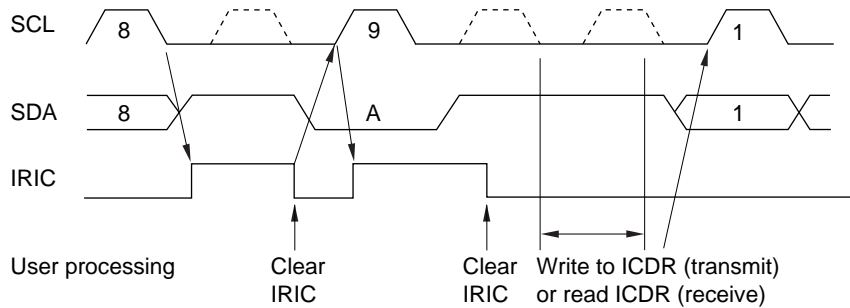 SCL 8 9 1
SDA 8 A 1
IRIC
User processing Clear Clear Write to ICDR (transmit)
IRIC IRIC or read ICDR (receive)